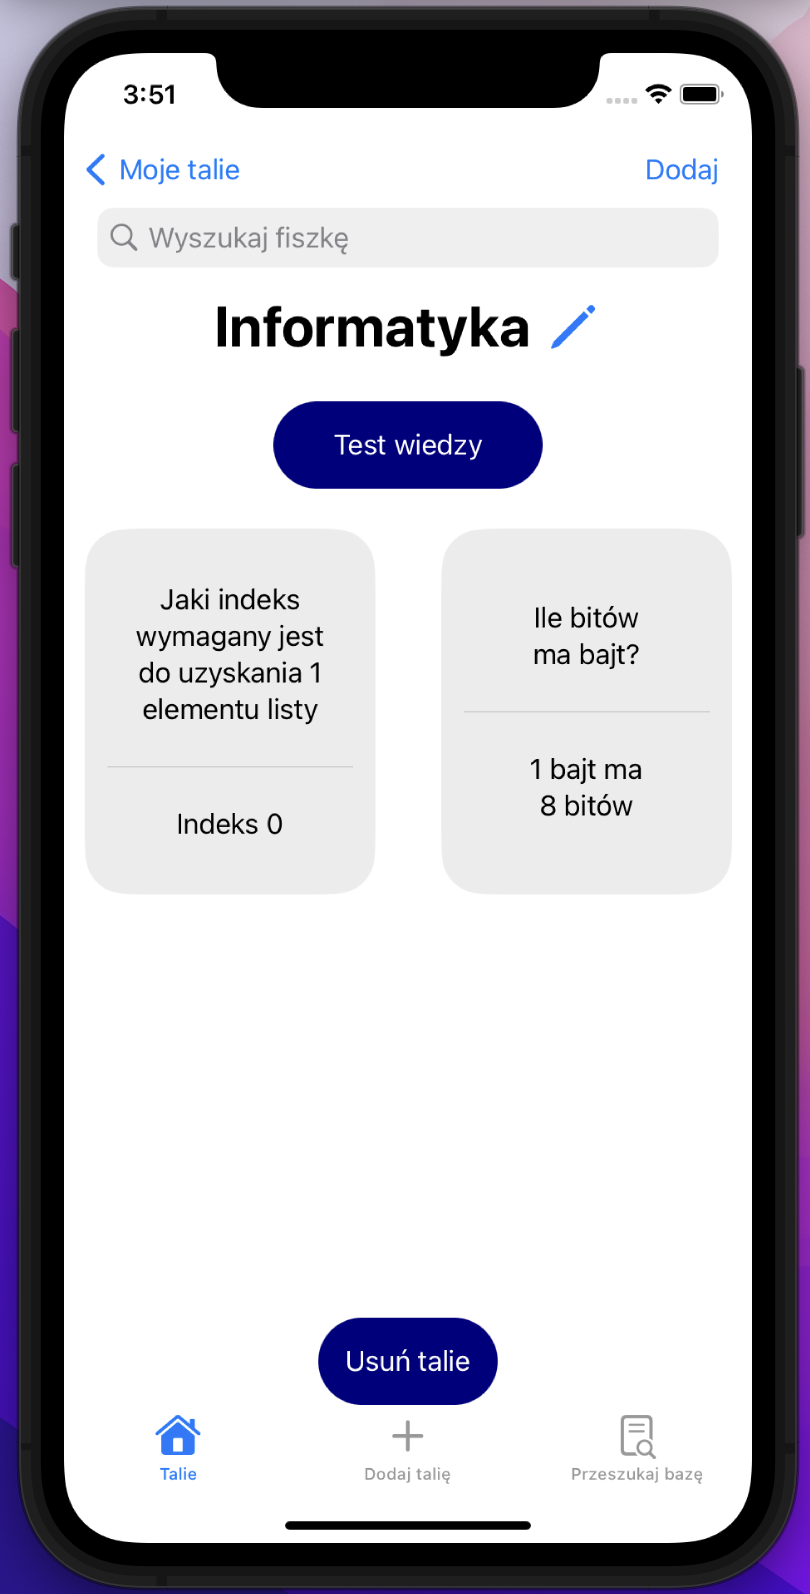 3:51
Moje talie
Dodaj
Wyszukaj fiszkę
Informatyka
Test wiedzy
Jaki indeks
wymagany jest
do uzyskania 1
elementu listy
Indeks 0
Ile bitów
ma bajt?
1 bajt ma
8 bitów
Usuń talie
Talie
Dodaj talię
Przeszukaj bazę